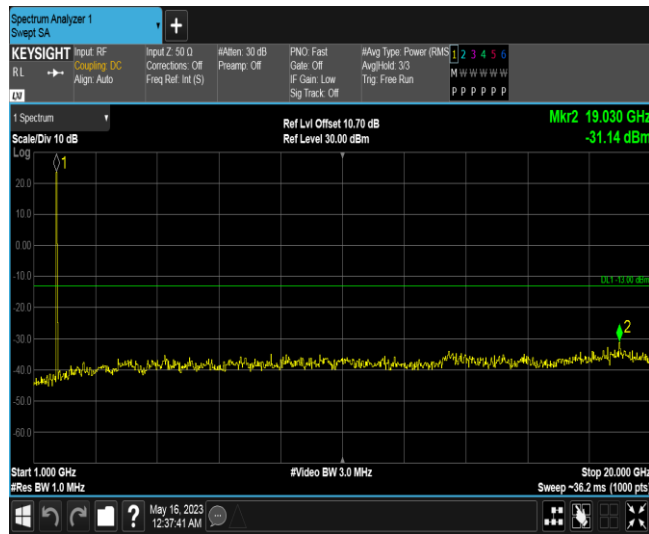 Spectrum Analyzer 1
Swept SA
+
KEYSIGHT
RL
LXI
Input: RF
Coupling: DC
Align: Auto
Input Z: 50 Ω
Corrections: Off
Freq Ref: Int (S)
#Atten: 30 dB
Preamp: Off
PNO: Fast
Gate: Off
IF Gain: Low
Sig Track: Off
#Avg Type: Power (RMS
Avg|Hold: 3/3
Trig: Free Run
1 2 3 4 5 6
M W W W W W
P P P P P P
1 Spectrum
Scale/Div 10 dB
Log
Ref Lvl Offset 10.70 dB
Ref Level 30.00 dBm
Mkr2 19.030 GHz
-31.14 dBm
1
20.0
10.0
0.00
-10.0
DL1 -13.00 dBm
-20.0
-30.0
2
-40.0
-50.0
-60.0
Start 1.000 GHz
#Res BW 1.0 MHz
#Video BW 3.0 MHz
Stop 20.000 GHz
Sweep ~36.2 ms (1000 pts)
?
May 16, 2023
12:37:41 AM